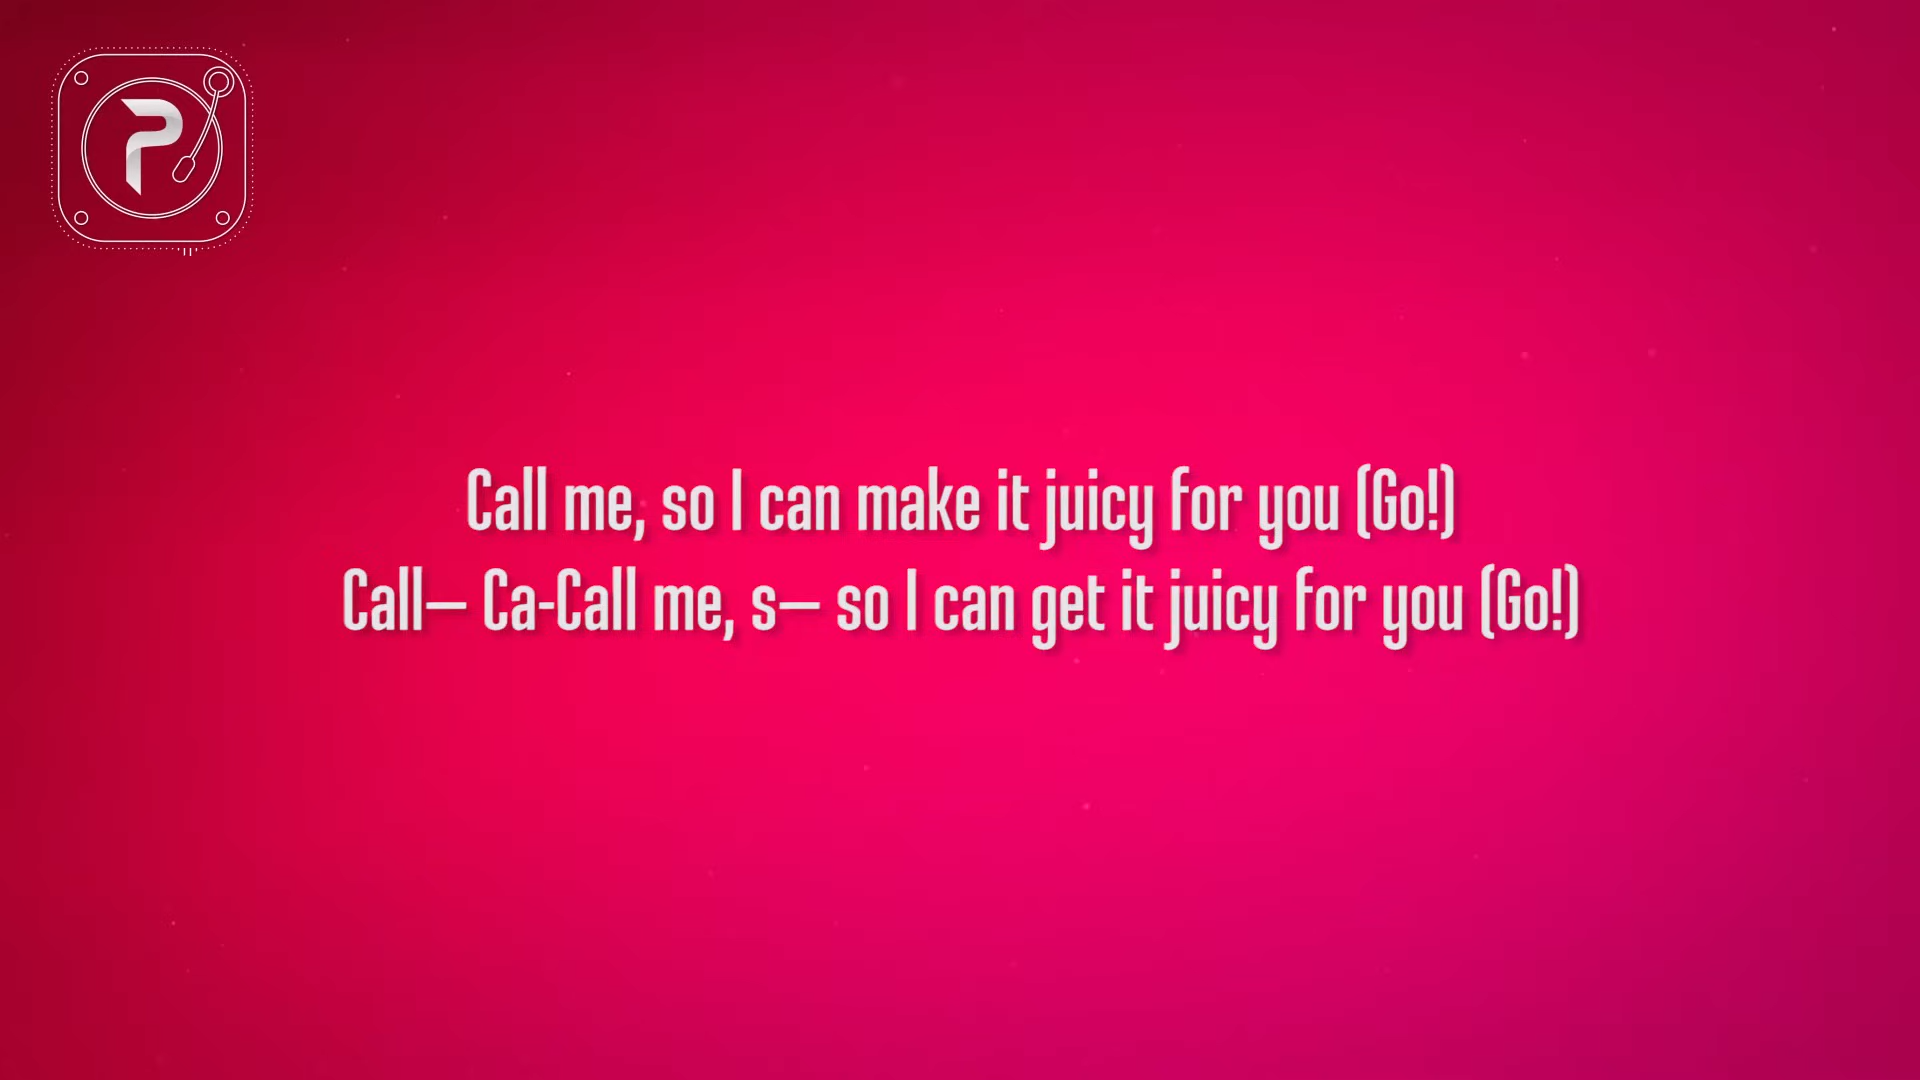 P
Call me, so I can make it juicy for you (Go!)
Call— Ca-Call me, s— so I can get it juicy for you (Go!)